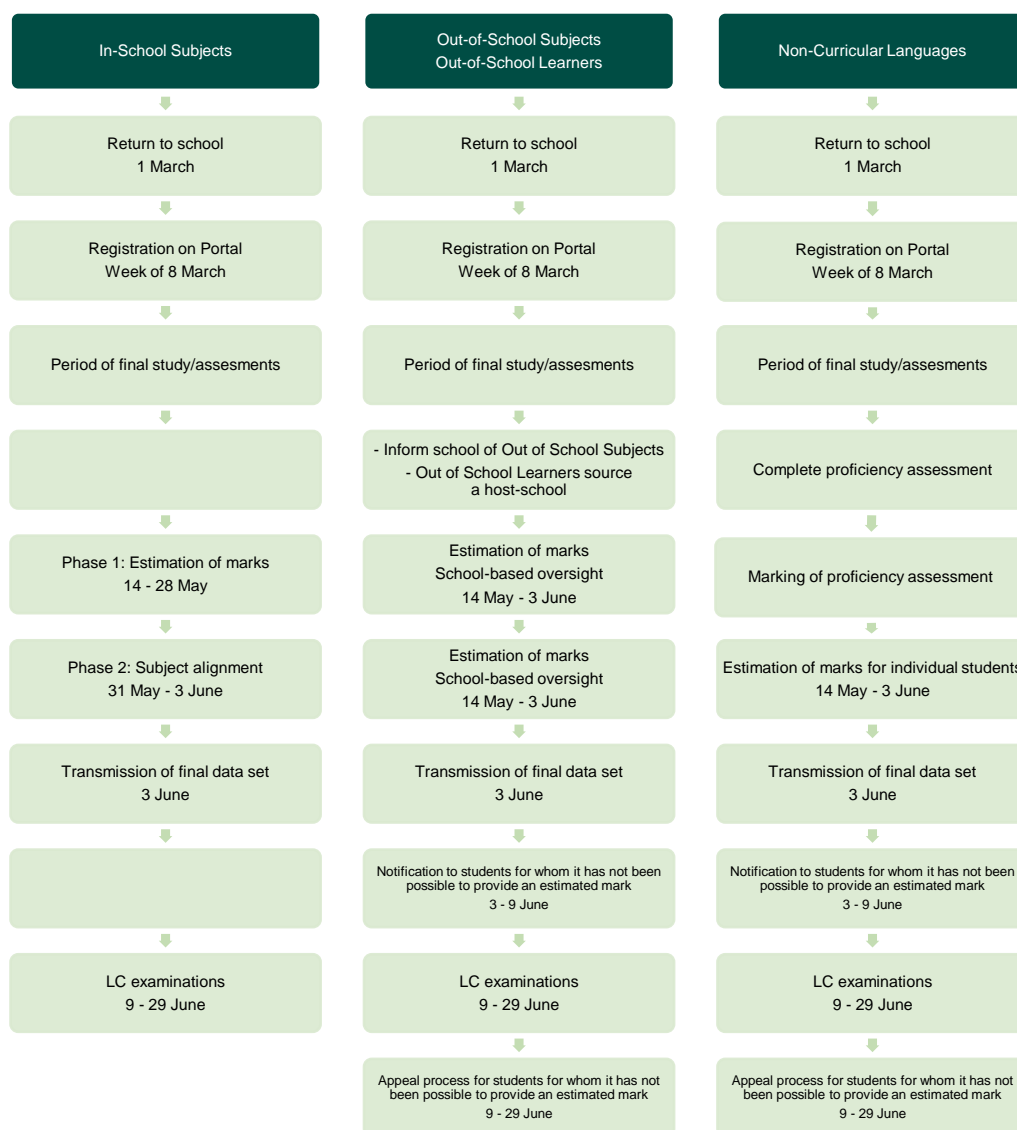 In-School Subjects
Return to school
1 March
Registration on Portal
Week of 8 March
Period of final study/assesments
Phase 1: Estimation of marks
14 - 28 May
Phase 2: Subject alignment
31 May - 3 June
Transmission of final data set
3 June
LC examinations
9 - 29 June
Out-of-School Subjects
Out-of-School Learners
Return to school
1 March
Registration on Portal
Week of 8 March
Period of final study/assesments
- Inform school of Out of School Subjects
- Out of School Learners source
a host-school
Estimation of marks
School-based oversight
14 May - 3 June
Estimation of marks
School-based oversight
14 May - 3 June
Transmission of final data set
3 June
Notification to students for whom it has not been
possible to provide an estimated mark
3 - 9 June
LC examinations
9 - 29 June
Appeal process for students for whom it has not
been possible to provide an estimated mark
9 - 29 June
Non-Curricular Languages
Return to school
1 March
Registration on Portal
Week of 8 March
Period of final study/assesments
Complete proficiency assessment
Marking of proficiency assessment
Estimation of marks for individual students
14 May - 3 June
Transmission of final data set
3 June
Notification to students for whom it has not been
possible to provide an estimated mark
3 - 9 June
LC examinations
9 - 29 June
Appeal process for students for whom it has not
been possible to provide an estimated mark
9 - 29 June